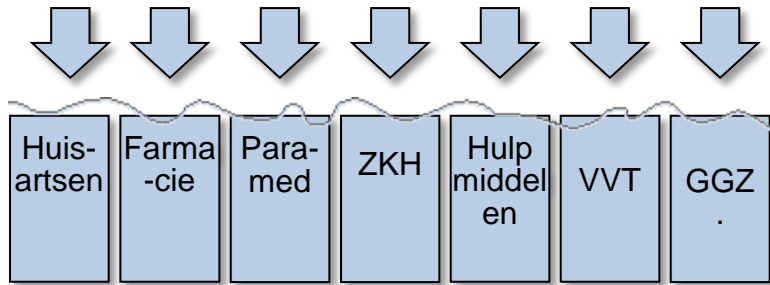 Huis-
artsen
Farma
-cie
Para-
med
ZKH
Hulp
middel
en
VVT
GGZ
.